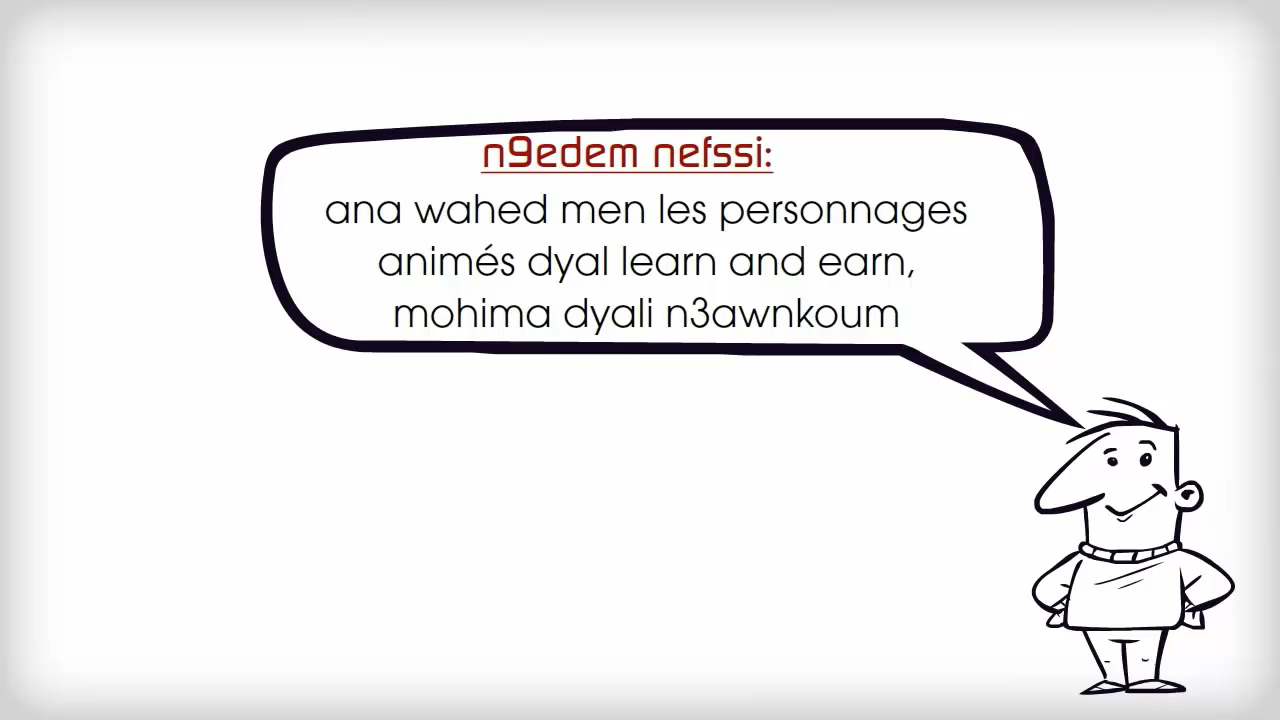 n9edem nefssi:
ana wahed men les personnages
animés dyal learn and earn,
mohima dyali n3awnkoum